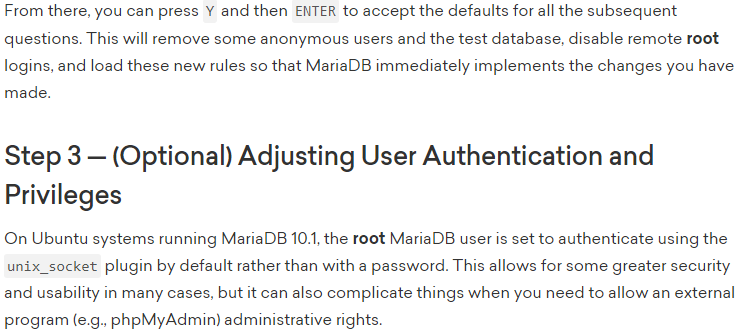 From there, you can press Y and then ENTER to accept the defaults for all the subsequent
questions. This will remove some anonymous users and the test database, disable remote root
logins, and load these new rules so that MariaDB immediately implements the changes you have
made.
Step 3 — (Optional) Adjusting User Authentication and
Privileges
On Ubuntu systems running MariaDB 10.1, the root MariaDB user is set to authenticate using the
unix_socket plugin by default rather than with a password. This allows for some greater security
and usability in many cases, but it can also complicate things when you need to allow an external
program (e.g., phpMyAdmin) administrative rights.